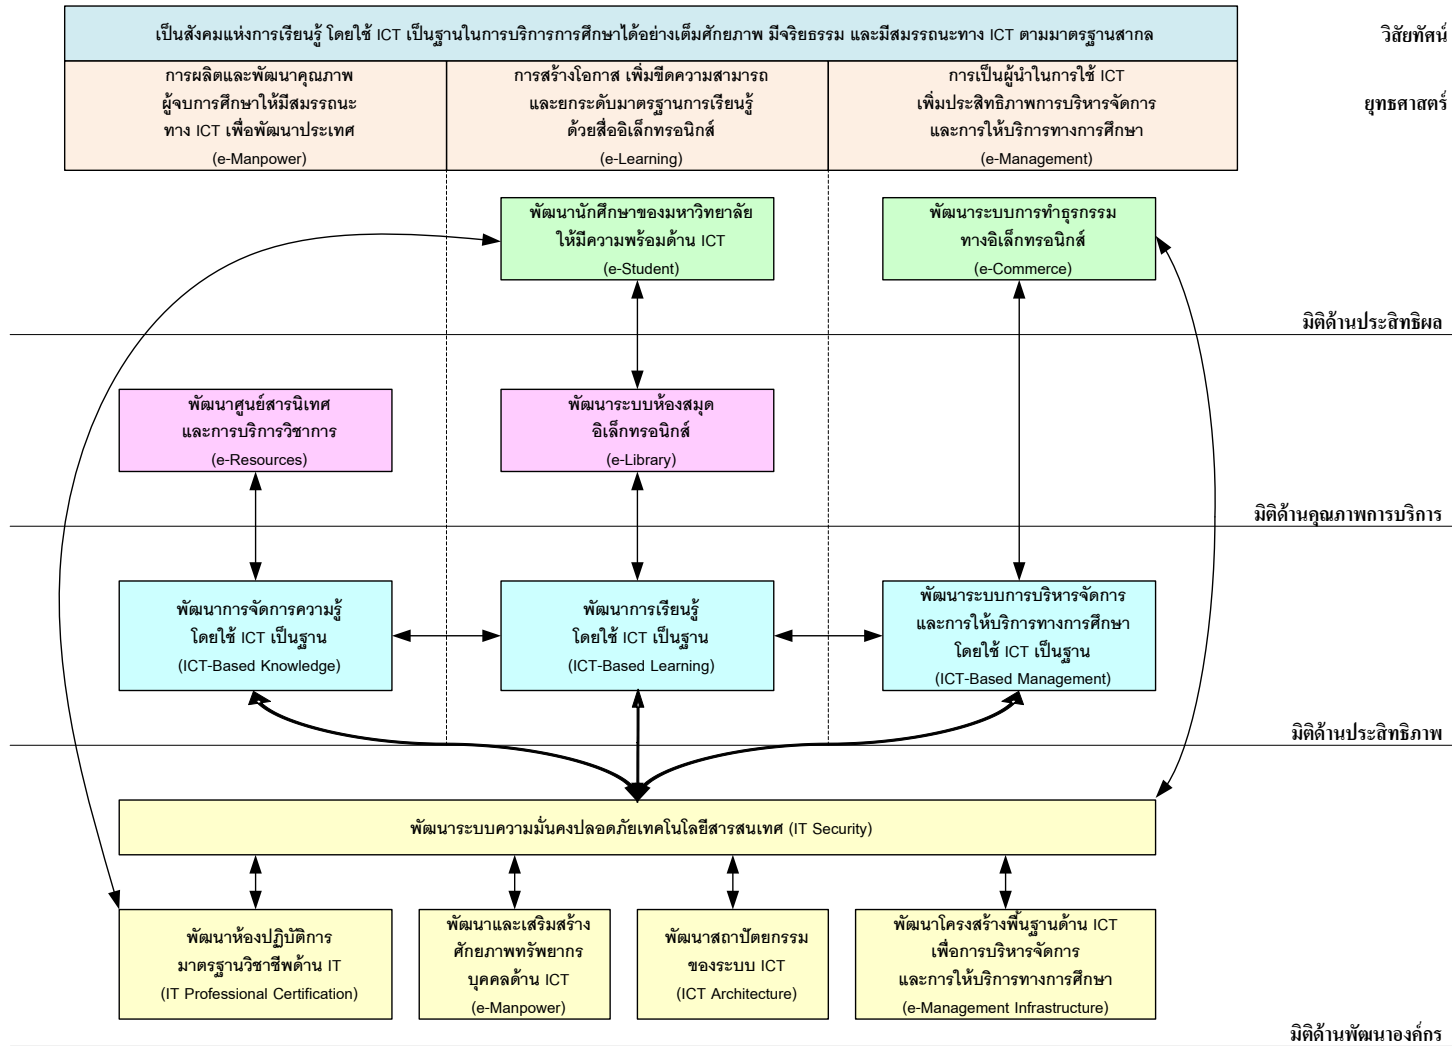 เป็นสังคมแห่งการเรียนรู้ โดยใช้ ICT เป็นฐานในการบริการการศึกษาได้อย่างเต็มศักยภาพ มีจริยธรรม และมีสมรรถนะทาง ICT ตามมาตรฐานสากล
วิสัยทัศน์
การผลิตและพัฒนาคุณภาพ
ผู้จบการศึกษาให้มีสมรรถนะ
ทาง ICT เพื่อพัฒนาประเทศ
(e-Manpower)
การสร้างโอกาส เพิ่มขีดความสามารถ
และยกระดับมาตรฐานการเรียนรู้
ด้วยสื่ออิเล็กทรอนิกส์
(e-Learning)
การเป็นผู้นำในการใช้ ICT
เพิ่มประสิทธิภาพการบริหารจัดการ
และการให้บริการทางการศึกษา
(e-Management)
ยุทธศาสตร์
พัฒนานักศึกษาของมหาวิทยาลัย
ให้มีความพร้อมด้าน ICT
(e-Student)
พัฒนาระบบการทำธุรกรรม
ทางอิเล็กทรอนิกส์
(e-Commerce)
มิติด้านประสิทธิผล
พัฒนาศูนย์สารนิเทศ
และการบริการวิชาการ
(e-Resources)
พัฒนาระบบห้องสมุด
อิเล็กทรอนิกส์
(e-Library)
มิติด้านคุณภาพการบริการ
พัฒนาการจัดการความรู้
โดยใช้ ICT เป็นฐาน
(ICT-Based Knowledge)
พัฒนาการเรียนรู้
โดยใช้ ICT เป็นฐาน
(ICT-Based Learning)
พัฒนาระบบการบริหารจัดการ
และการให้บริการทางการศึกษา
โดยใช้ ICT เป็นฐาน
(ICT-Based Management)
มิติด้านประสิทธิภาพ
พัฒนาระบบความมั่นคงปลอดภัยเทคโนโลยีสารสนเทศ (IT Security)
พัฒนาห้องปฏิบัติการ
มาตรฐานวิชาชีพด้าน IT
(IT Professional Certification)
พัฒนาและเสริมสร้าง
ศักยภาพทรัพยากร
บุคคลด้าน ICT
(e-Manpower)
พัฒนาสถาปัตยกรรม
ของระบบ ICT
(ICT Architecture)
พัฒนาโครงสร้างพื้นฐานด้าน ICT
เพื่อการบริหารจัดการ
และการให้บริการทางการศึกษา
(e-Management Infrastructure)
มิติด้านพัฒนาองค์กร